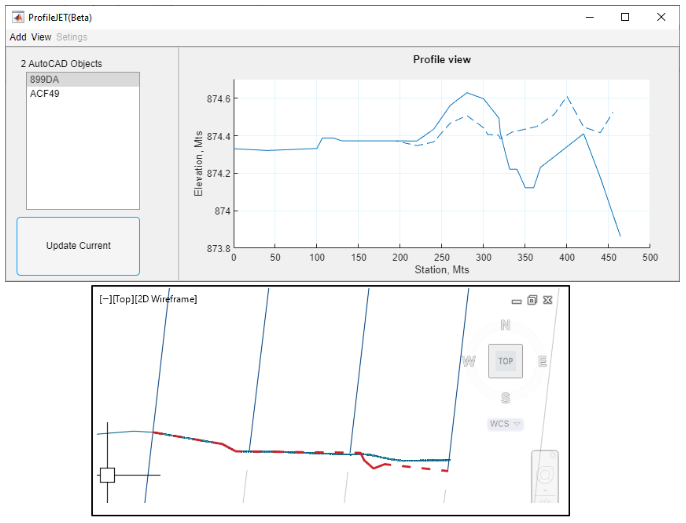 ProfileJET(Beta)
Add View Setings
2 AutoCAD Objects
899DA
ACF49
Update Current
Profile view
874.6
874.4
874.2
874
873.8
Elevation, Mts
0 50 100 150 200 250 300 350 400 450 500
Station, Mts
[−][Top][2D Wireframe]
N
W TOP E
S
WCS